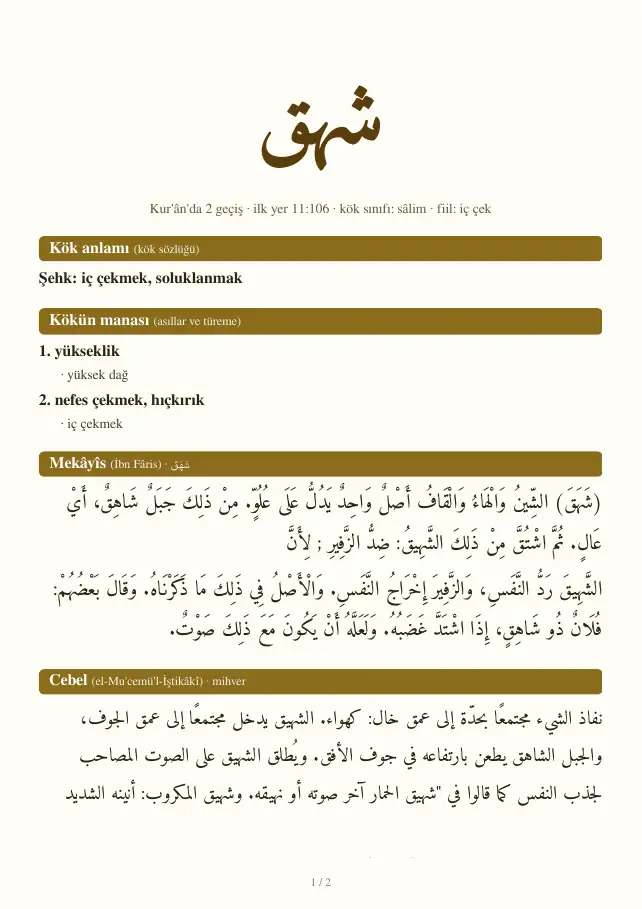 شهق
Kur'ân'da 2 geçiş · ilk yer 11:106 · kök sınıfı: sâlim · fiil: iç çek
Kök anlamı (kök sözlüğü)
Şehk: iç çekmek, soluklanmak
Kökün manası (asıllar ve türeme)
1. yükseklik
· yüksek dağ
2. nefes çekmek, hıçkırık
· iç çekmek
Mekâyîs (İbn Fâris) · شَهَقَ
(شَهَقَ) الشِّينُ وَالْهَاءُ وَالْقَافُ أَصْلٌ وَاحِدٌ يَدُلُّ عَلَى عُلُوٍّ. مِنْ ذَلِكَ جَبَلٌ شَاهِقٌ، أَيْ
عَالٍ. ثُمَّ اشْتُقَّ مِنْ ذَلِكَ الشَّهِيقُ: ضِدُّ الزَّفِيرِ ; لِأَنَّ
الشَّهِيقَ رَدُّ النَّفَسِ، وَالزَّفِيرَ إِخْرَاجُ النَّفَسِ. وَالْأَصْلُ فِي ذَلِكَ مَا ذَكَرْنَاهُ. وَقَالَ بَعْضُهُمْ:
فُلَانٌ ذُو شَاهِقٍ، إِذَا اشْتَدَّ غَضَبُهُ. وَلَعَلَّهُ أَنْ يَكُونَ مَعَ ذَلِكَ صَوْتٌ.
Cebel (el-Mu'cemü'l-İştikâkî) · mihver
نفاذ الشيء مجتمعًا بحدّة إلى عمق خال: كهواء. الشهيق يدخل مجتمعًا إلى عمق الجوف،
والجبل الشاهق يطعن بارتفاعه في جوف الأفق. ويُطلق الشهيق على الصوت المصاحب
لجذب النفس كما قالوا في "شهيق الحمار آخر صوته أو نهيقه. وشهيق المكروب: أنينه الشديد
1 / 2